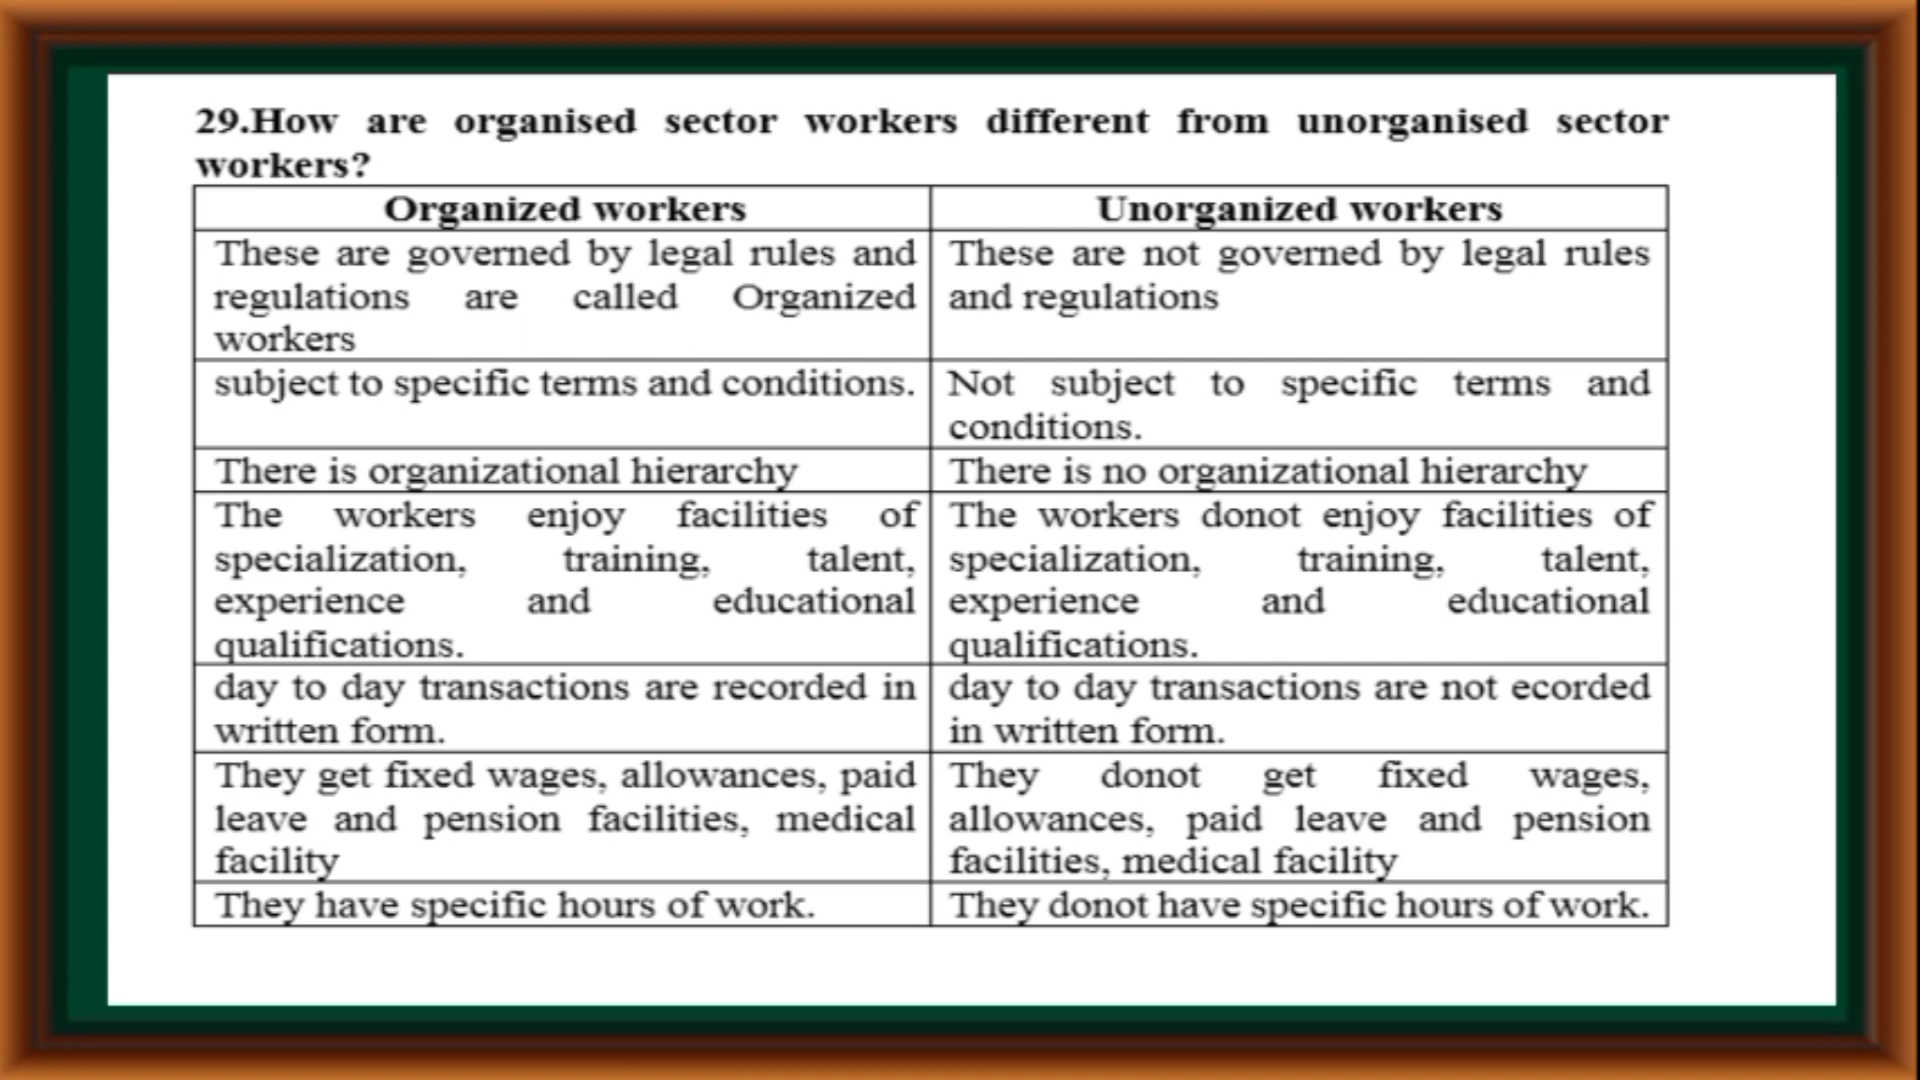 29.How are organised sector workers different from unorganised sector
workers?
Organized workers
Unorganized workers
These are governed by legal rules and
regulations are called Organized
workers
These are not governed by legal rules
and regulations
subject to specific terms and conditions.
Not subject to specific terms and
conditions.
There is organizational hierarchy
There is no organizational hierarchy
The workers enjoy facilities of
specialization, training, talent,
experience and educational
qualifications.
The workers donot enjoy facilities of
specialization, training, talent,
experience and educational
qualifications.
day to day transactions are recorded in
written form.
day to day transactions are not ecorded
in written form.
They get fixed wages, allowances, paid
leave and pension facilities, medical
facility
They donot get fixed wages,
allowances, paid leave and pension
facilities, medical facility
They have specific hours of work.
They donot have specific hours of work.